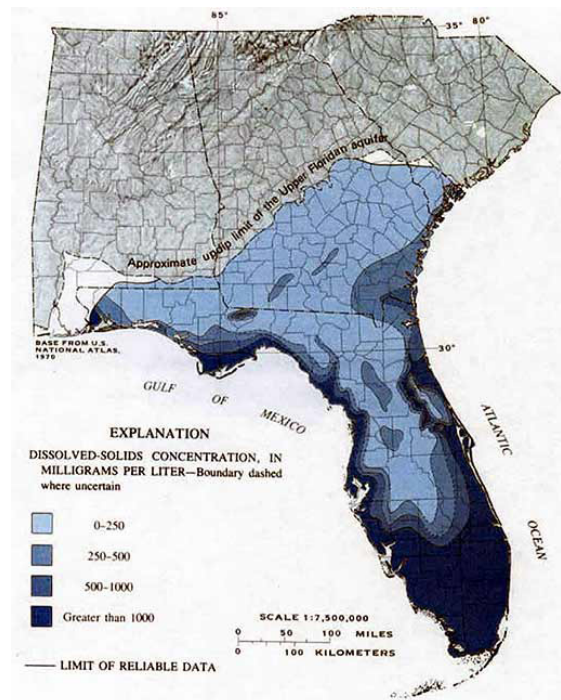 85°
35° 80°
Approximate updip limit of the Upper Floridan aquifer
BASE FROM U.S.
NATIONAL ATLAS,
1970
30°
GULF OF MEXICO
ATLANTIC OCEAN
EXPLANATION
DISSOLVED-SOLIDS CONCENTRATION, IN
MILLIGRAMS PER LITER—Boundary dashed
where uncertain
0-250
250-500
500-1000
Greater than 1000
LIMIT OF RELIABLE DATA
SCALE 1:7,500,000
0 50 100 MILES
0 100 KILOMETERS